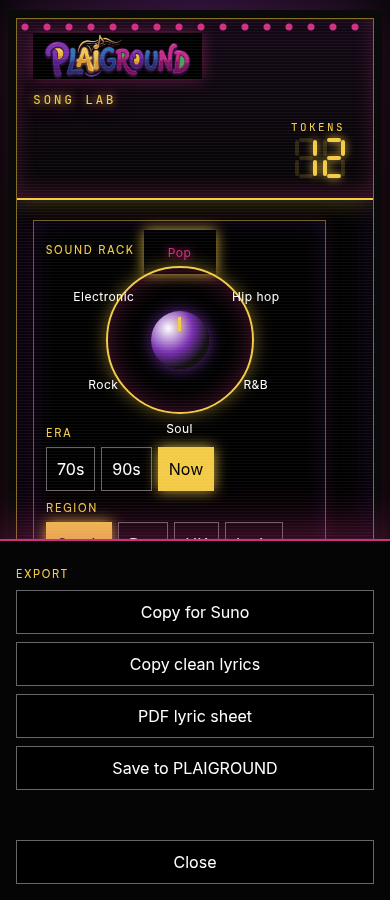 PLAIGROUND
SONG LAB
TOKENS
12
SOUND RACK
Pop
Electronic
Hip hop
Rock
R&B
Soul
ERA
70s
90s
Now
REGION
EXPORT
Copy for Suno
Copy clean lyrics
PDF lyric sheet
Save to PLAIGROUND
Close